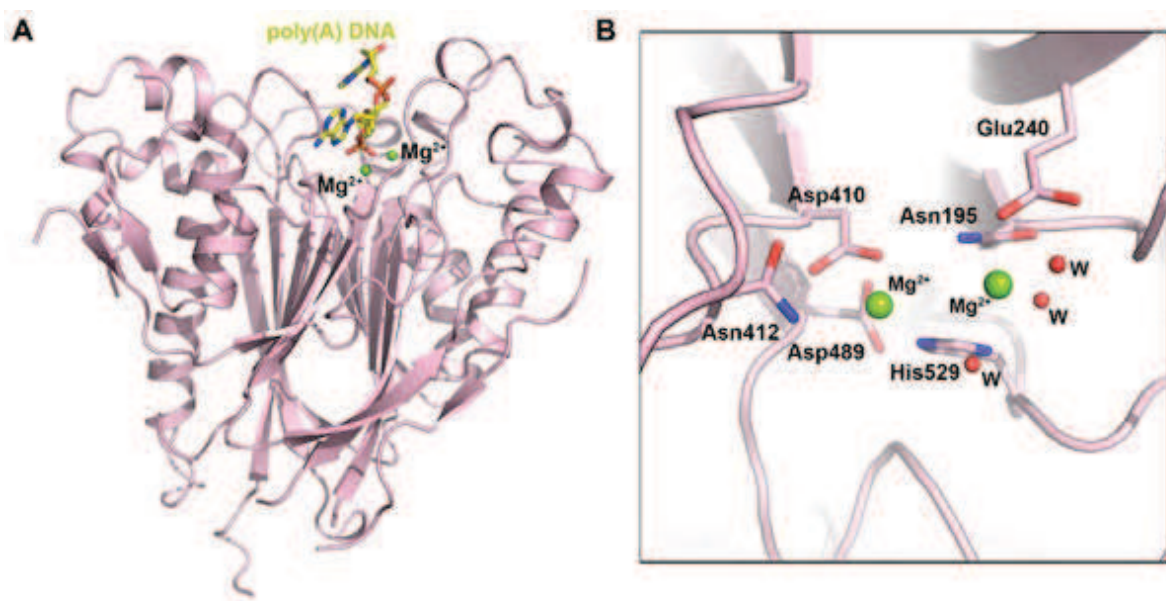 A
poly(A) DNA
Mg²⁺
Mg²⁺
B
Glu240
Asp410
Asn195
Mg²⁺
W
Mg²⁺
W
Asn412
Asp489
His529
W